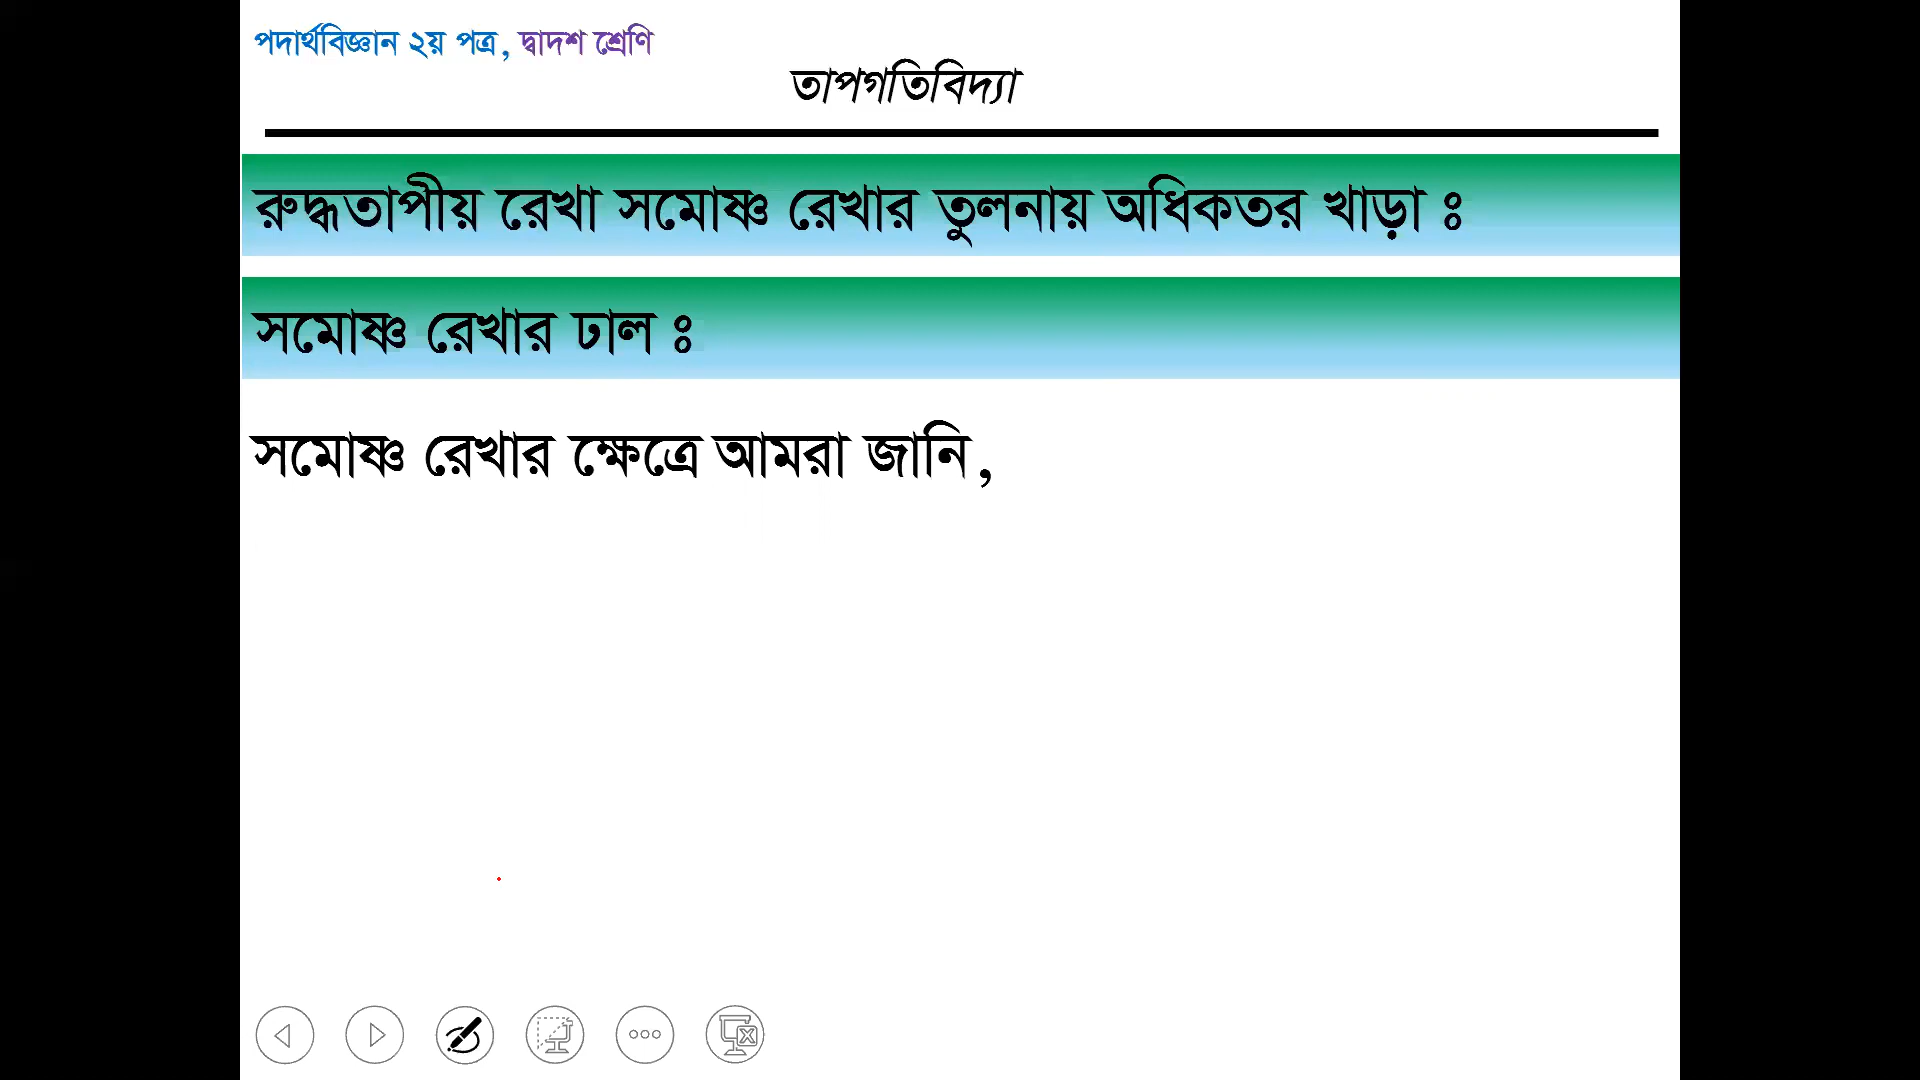 পদার্থবিজ্ঞান ২য় পত্র, দ্বাদশ শ্রেণি
তাপগতিবিদ্যা
রুদ্ধতাপীয় রেখা সমোষ্ণ রেখার তুলনায় অধিকতর খাড়া ঃ
সমোষ্ণ রেখার ঢাল ঃ
সমোষ্ণ রেখার ক্ষেত্রে আমরা জানি,